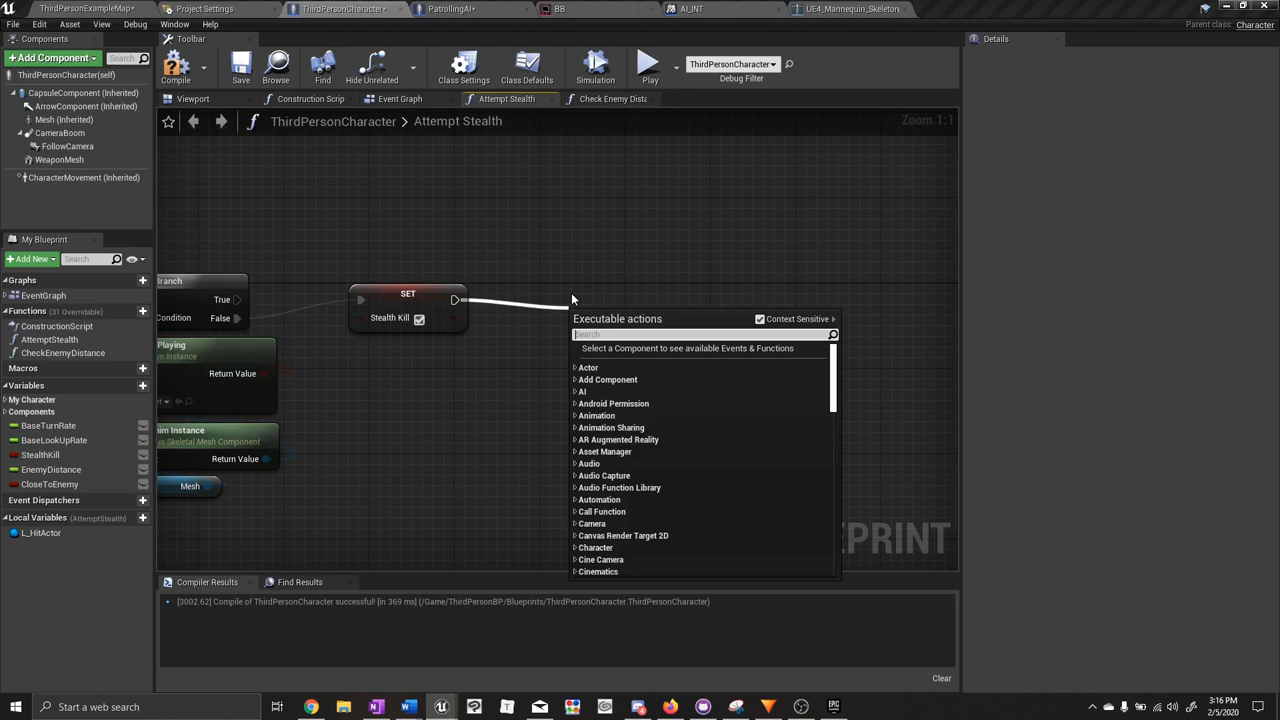 ThirdPersonExampleMap*
Project Settings
ThirdPersonCharacter*
PatrollingAI*
BB
AI_INT
UE4_Mannequin_Skeleton
File Edit Asset View Debug Window Help
Parent class: Character
Components
Toolbar
Details
+Add Component
Search
ThirdPersonCharacter(self)
CapsuleComponent (Inherited)
ArrowComponent (Inherited)
Mesh (Inherited)
CameraBoom
FollowCamera
WeaponMesh
CharacterMovement (Inherited)
Compile
Save
Browse
Find
Hide Unrelated
Class Settings
Class Defaults
Simulation
Play
ThirdPersonCharacter
Debug Filter
Viewport
Construction Scrip
Event Graph
Attempt Stealth
Check Enemy Dista
ThirdPersonCharacter > Attempt Stealth
Zoom 1:1
My Blueprint
+Add New
Search
Graphs
EventGraph
Functions (31 Overridable)
ConstructionScript
AttemptStealth
CheckEnemyDistance
Macros
Variables
My Character
Components
BaseTurnRate
BaseLookUpRate
StealthKill
EnemyDistance
CloseToEnemy
Event Dispatchers
Local Variables (AttemptStealth)
L_HitActor
Branch
True
Condition
False
SET
Stealth Kill
Playing
m Instance
Return Value
nim Instance
is Skeletal Mesh Component
Return Value
Mesh
Executable actions
Context Sensitive
Search
Select a Component to see available Events & Functions
Actor
Add Component
AI
Android Permission
Animation
Animation Sharing
AR Augmented Reality
Asset Manager
Audio
Audio Capture
Audio Function Library
Automation
Call Function
Camera
Canvas Render Target 2D
Character
Cine Camera
Cinematics
EPRINT
Compiler Results
Find Results
[3002.62] Compile of ThirdPersonCharacter successful! [in 369 ms] (/Game/ThirdPersonBP/Blueprints/ThirdPersonCharacter.ThirdPersonCharacter)
Clear
Start a web search
3:16 PM
2/5/2020